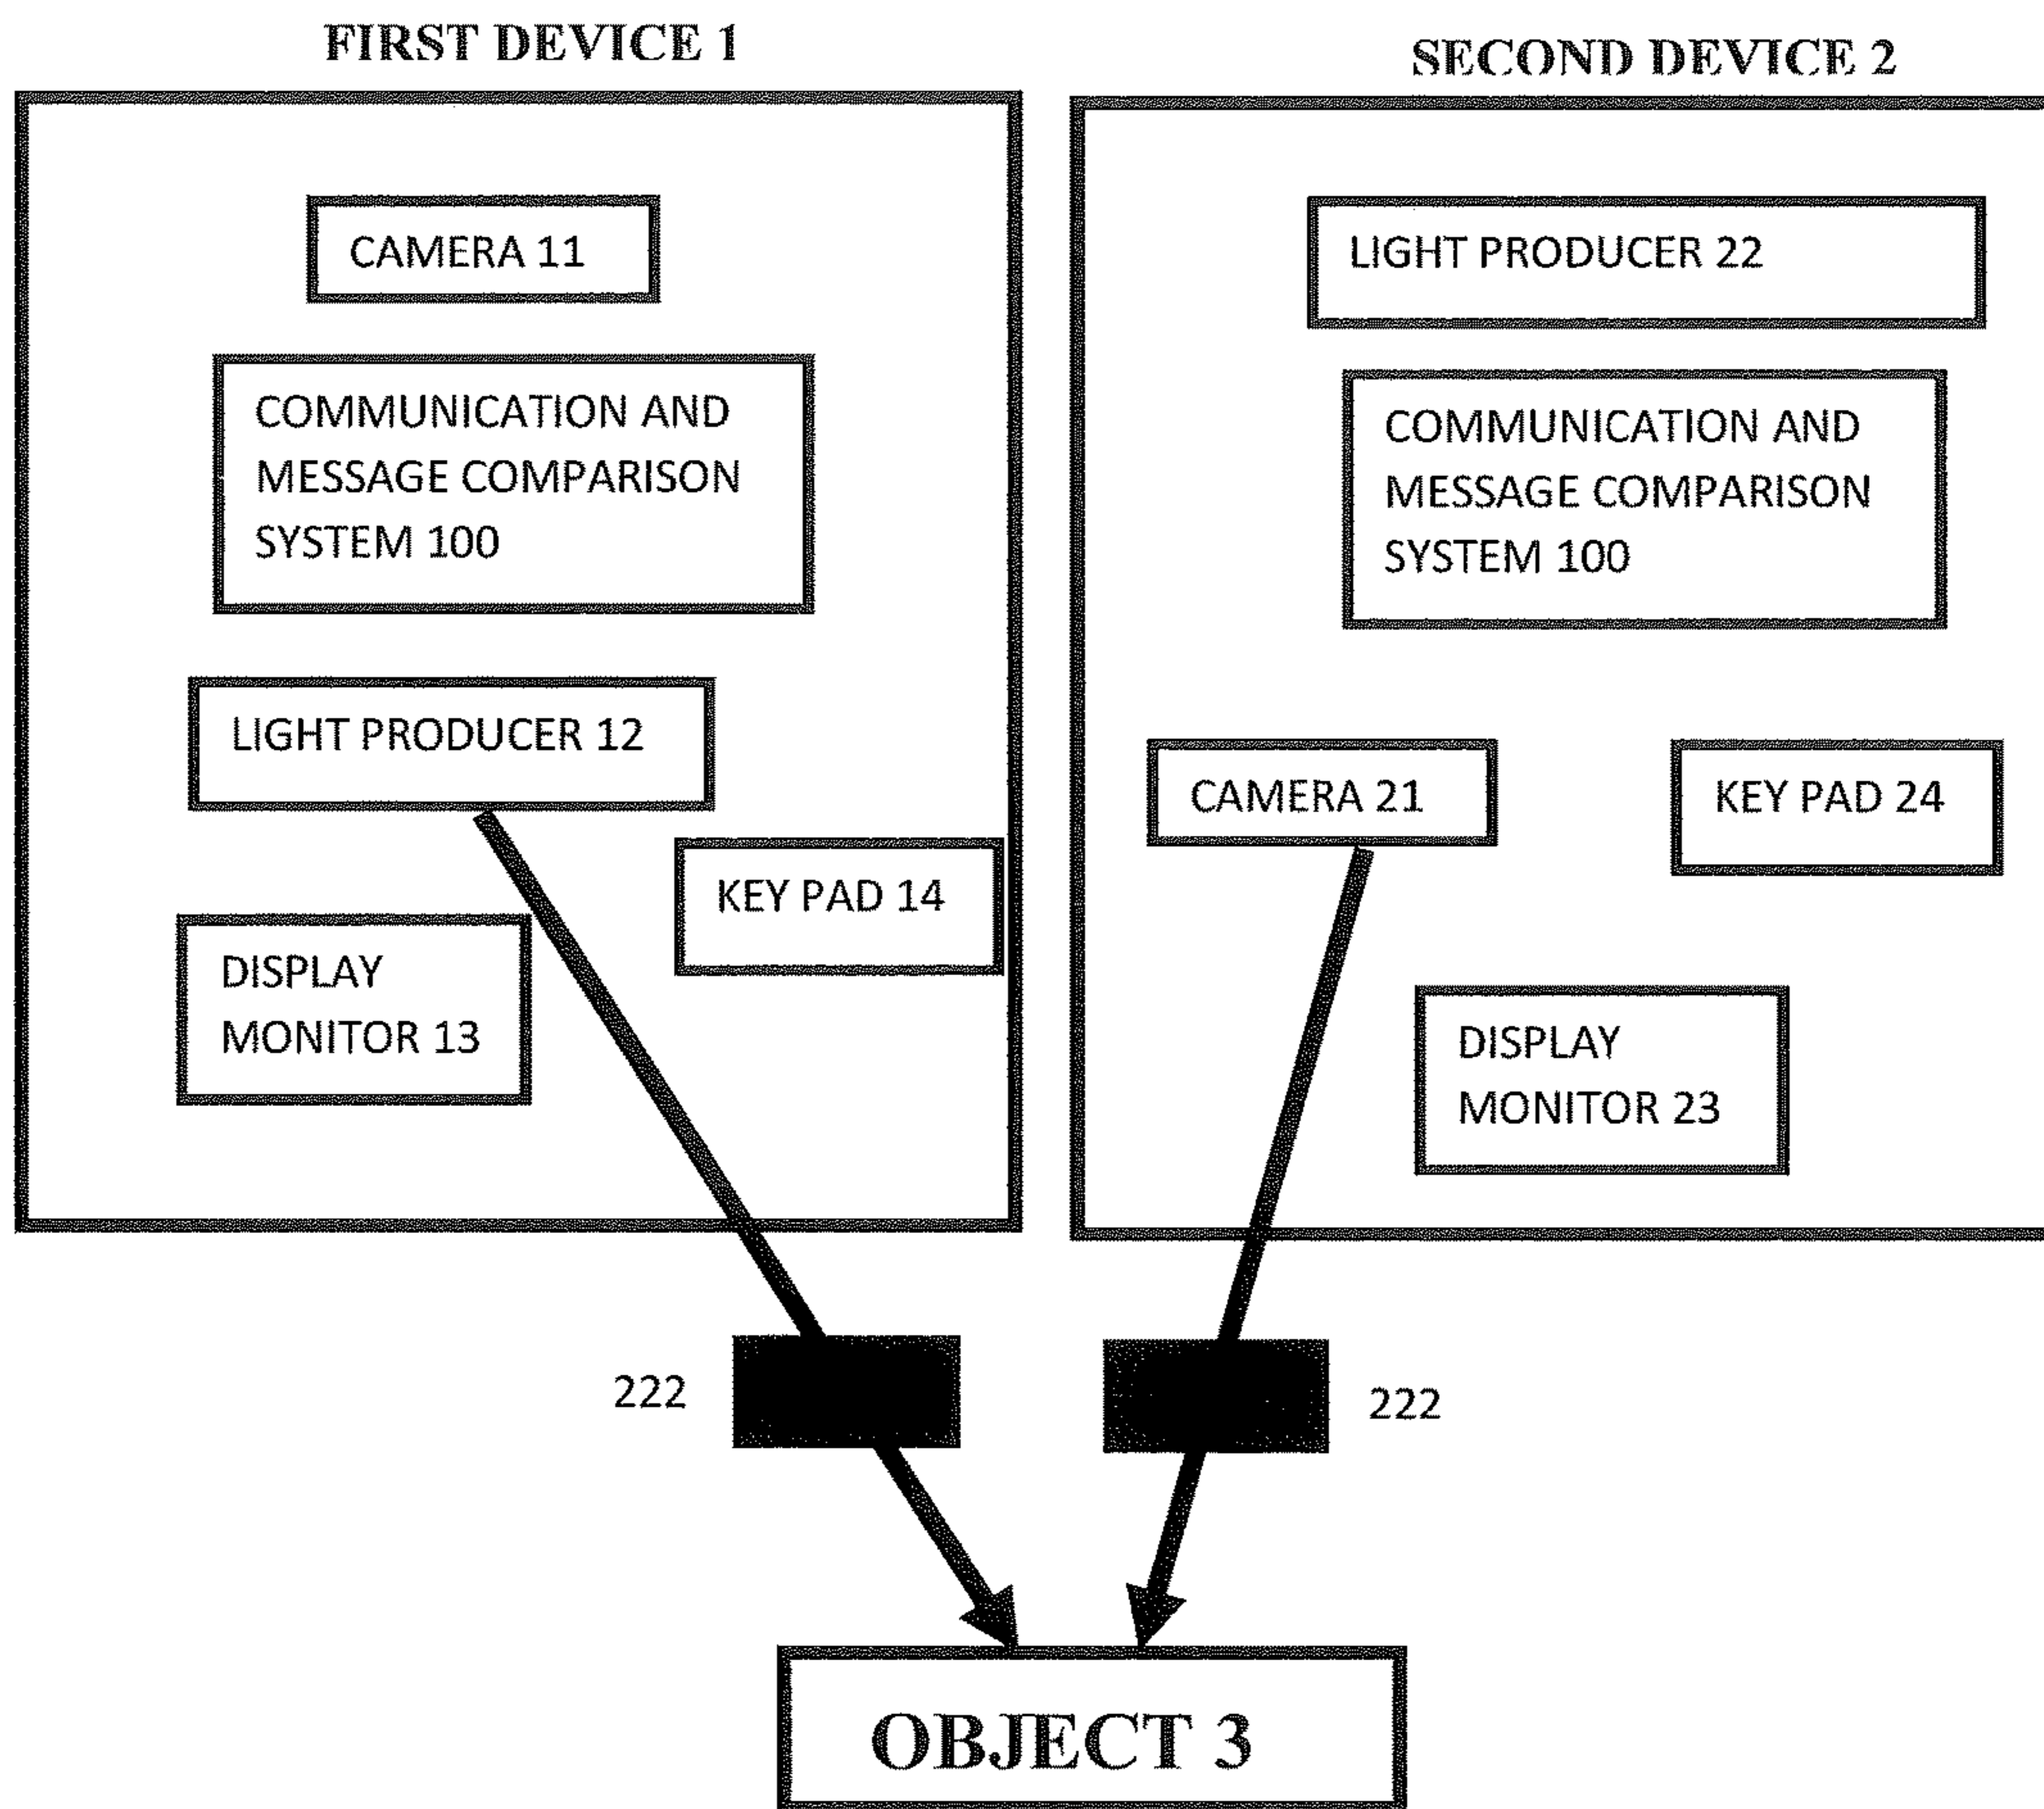 FIRST DEVICE 1
CAMERA 11
COMMUNICATION AND
MESSAGE COMPARISON
SYSTEM 100
LIGHT PRODUCER 12
KEY PAD 14
DISPLAY
MONITOR 13
SECOND DEVICE 2
LIGHT PRODUCER 22
COMMUNICATION AND
MESSAGE COMPARISON
SYSTEM 100
CAMERA 21
KEY PAD 24
DISPLAY
MONITOR 23
222
222
OBJECT 3